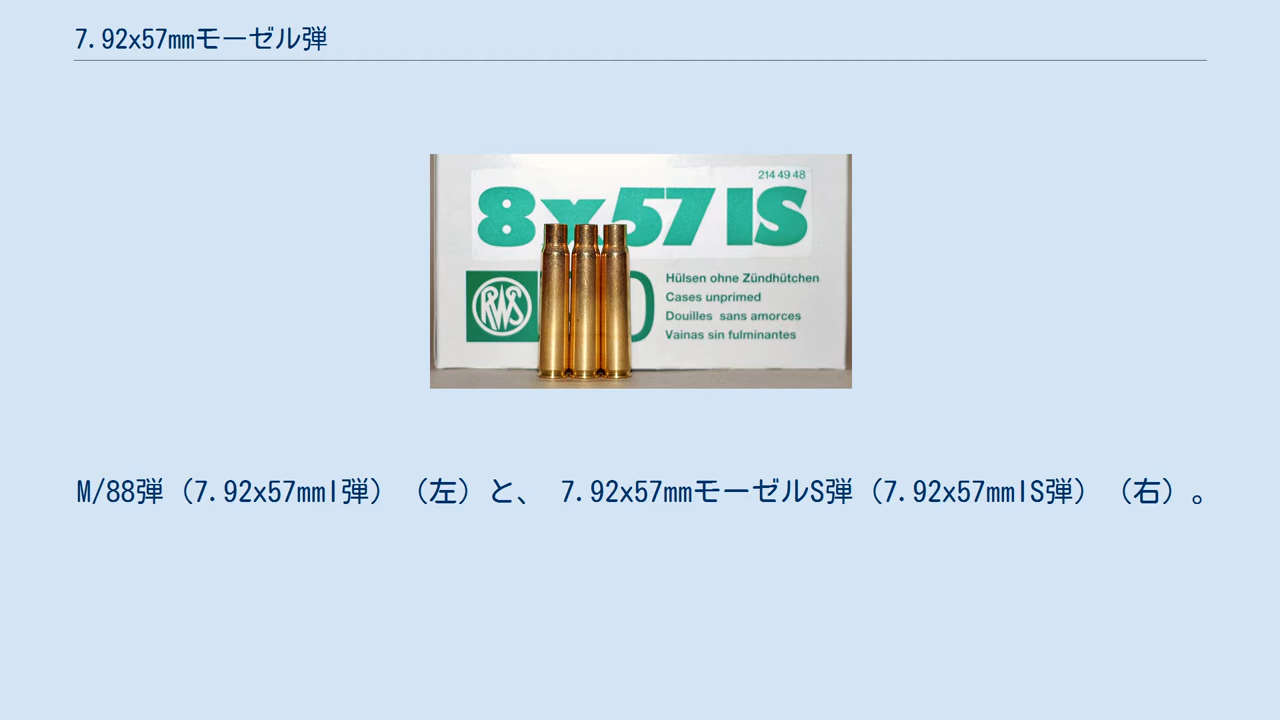 7.92x57mmモーゼル弾
214 49 48
8x57 IS
RWS
0
Hülsen ohne Zündhütchen
Cases unprimed
Douilles sans amorces
Vainas sin fulminantes
M/88弾（7.92x57mmI弾）（左）と、 7.92x57mmモーゼルS弾（7.92x57mmIS弾）（右）。